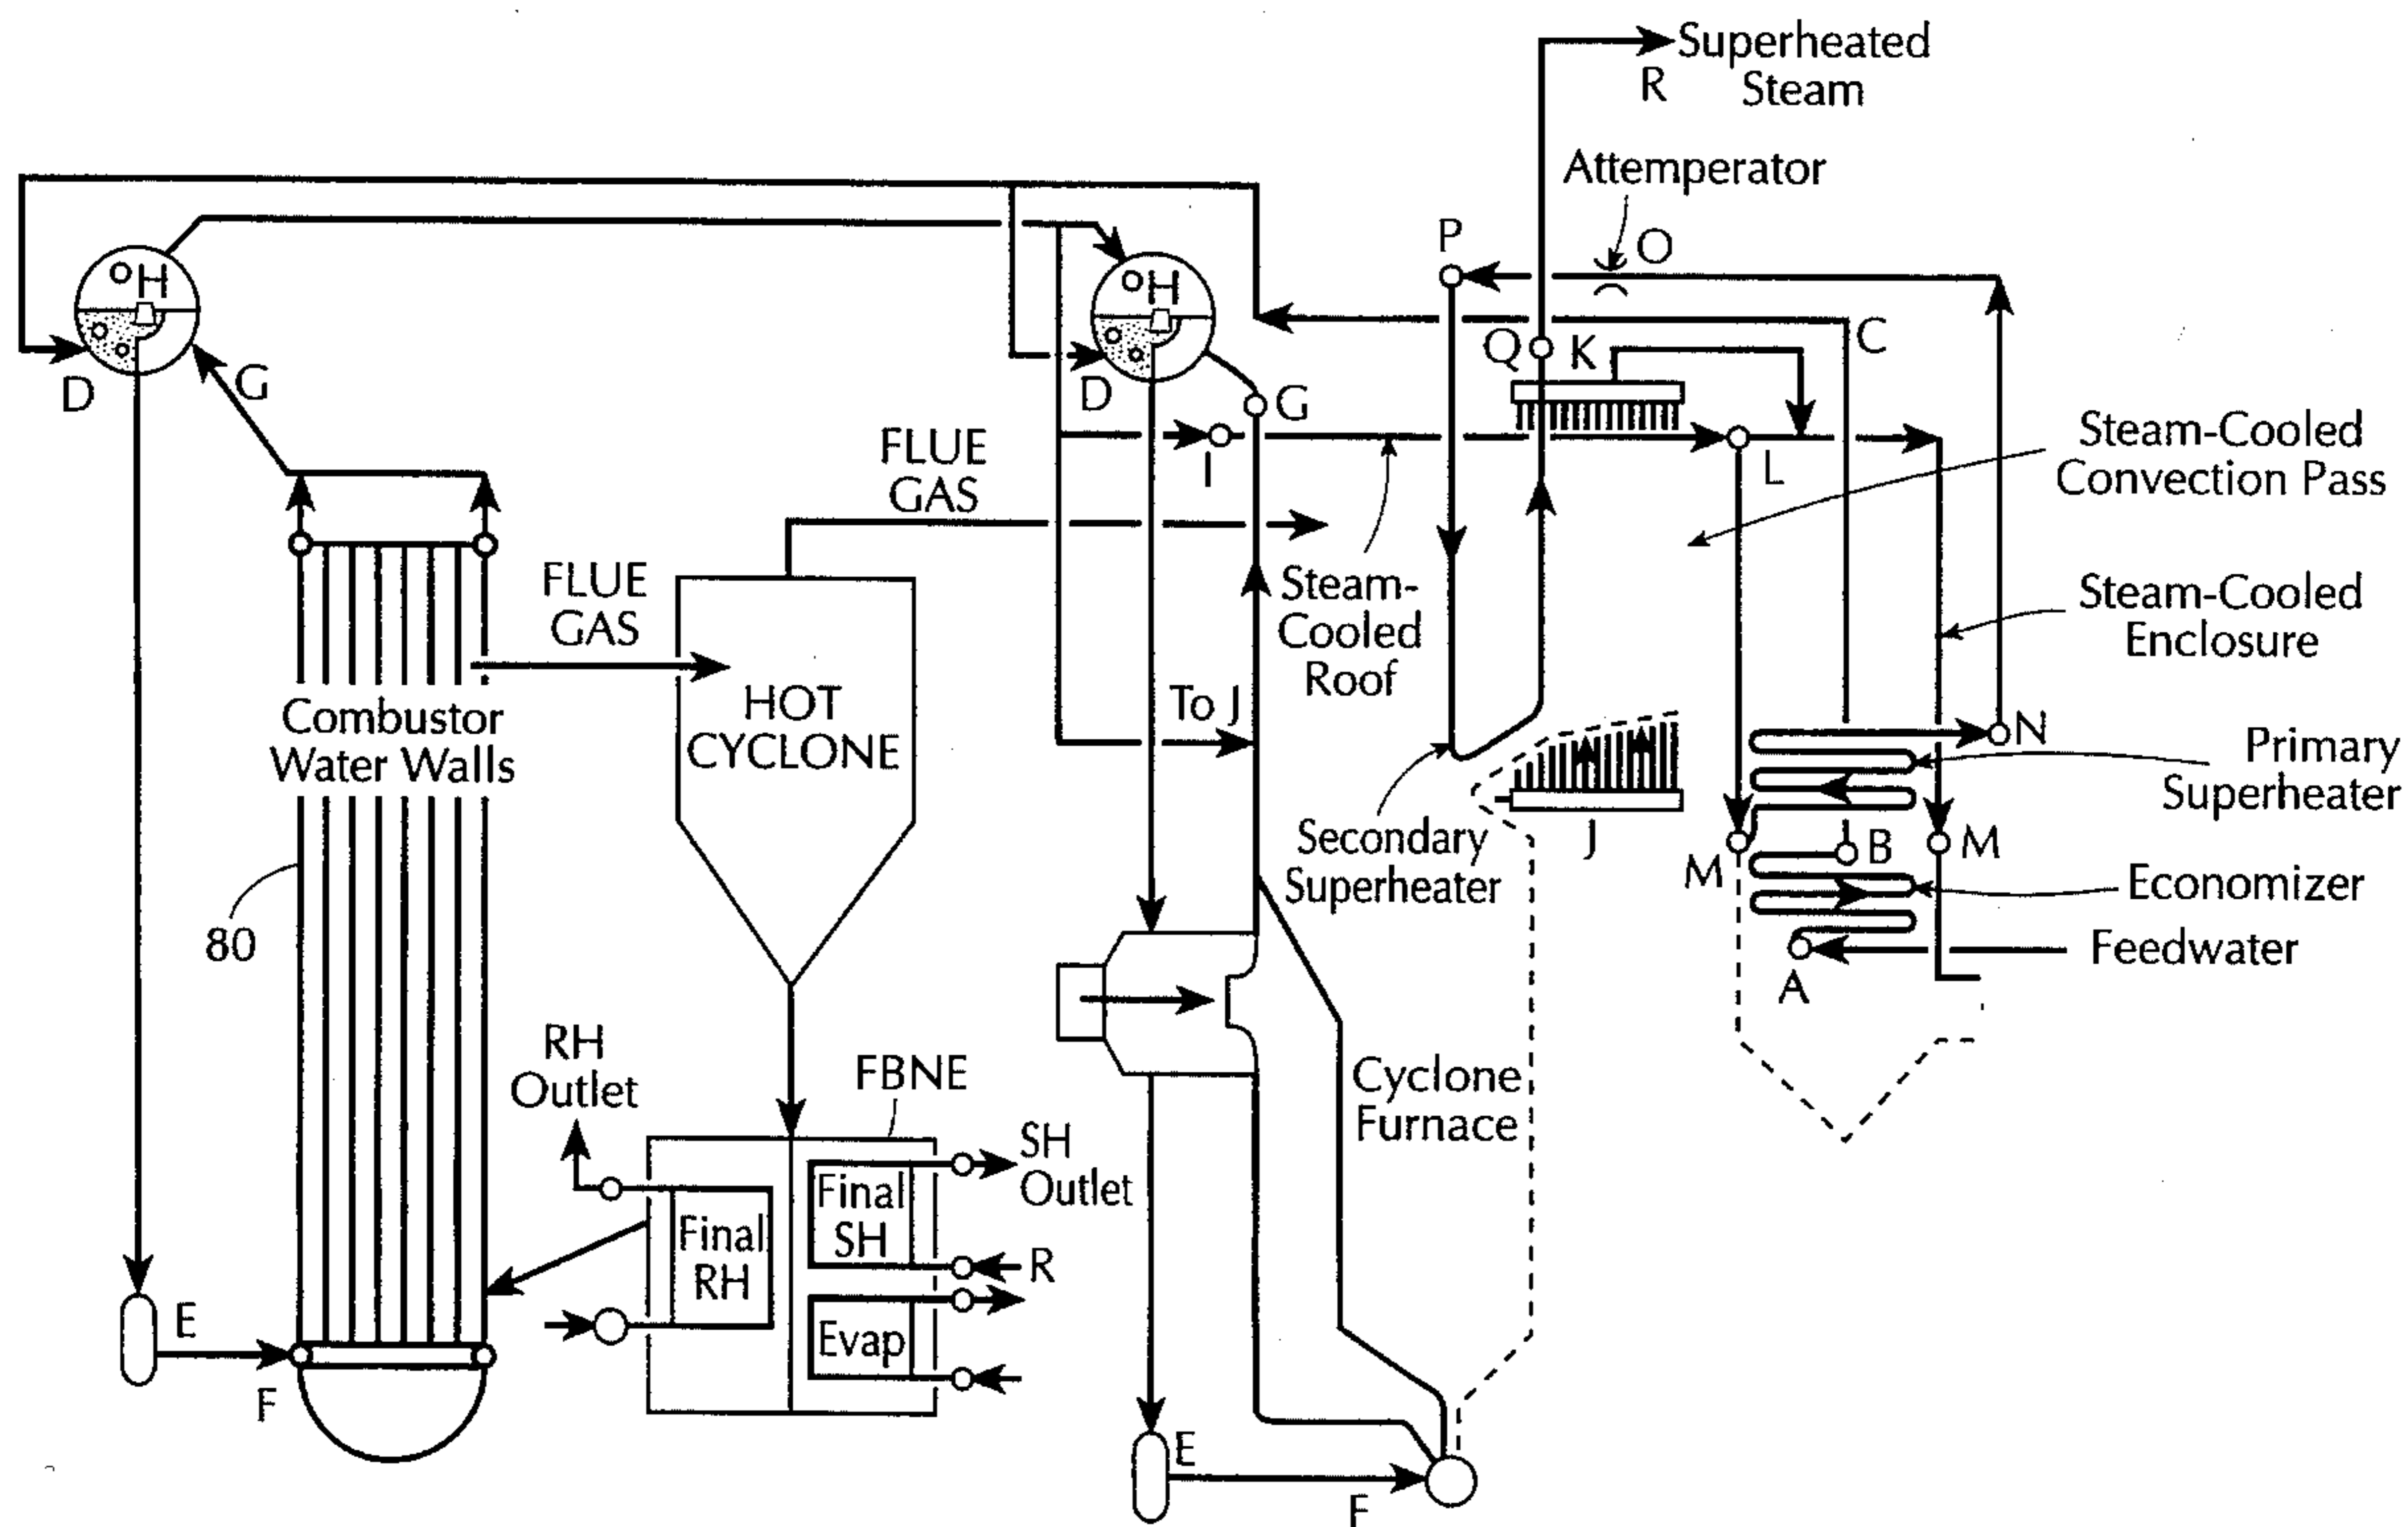 Superheated
R Steam
Attemperator
P
O
H
H
C
Q
K
D
G
D
G
I
L
FLUE
GAS
Steam-Cooled
Convection Pass
FLUE
GAS
Steam-
Cooled
Roof
Steam-Cooled
Enclosure
Combustor
Water Walls
HOT
CYCLONE
To J
N
Primary
Superheater
Secondary
Superheater
J
M
B
M
Economizer
80
Feedwater
A
RH
Outlet
FBNE
Cyclone
Furnace
SH
Outlet
Final
SH
Final
RH
R
Evap
E
F
E
F